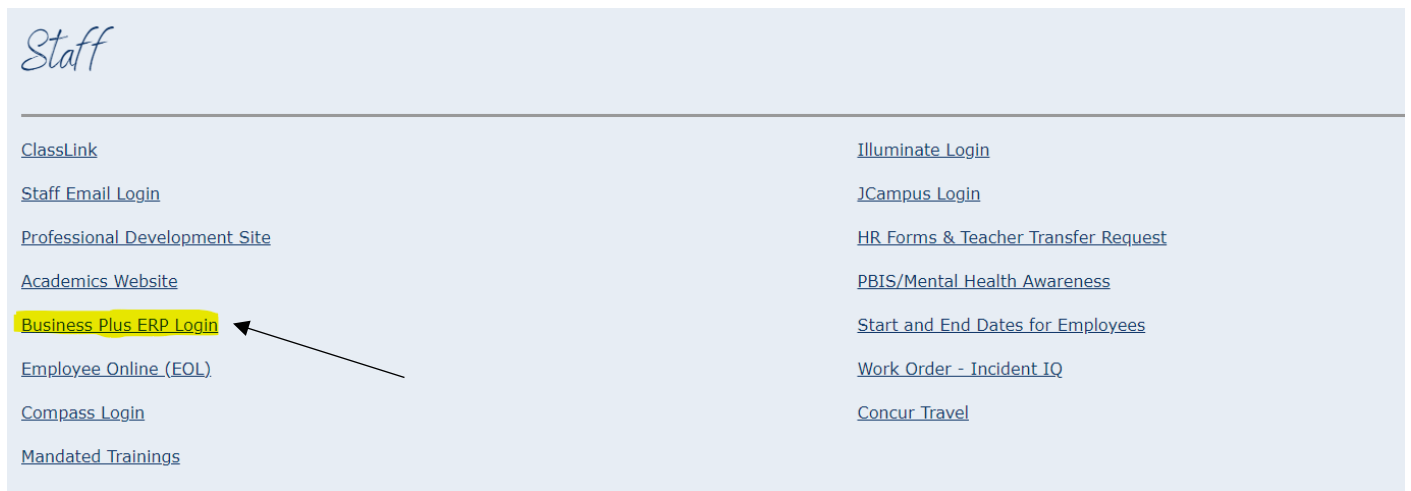 Staff
ClassLink
Staff Email Login
Professional Development Site
Academics Website
Business Plus ERP Login
Employee Online (EOL)
Compass Login
Mandated Trainings
Illuminate Login
JCampus Login
HR Forms & Teacher Transfer Request
PBIS/Mental Health Awareness
Start and End Dates for Employees
Work Order - Incident IQ
Concur Travel